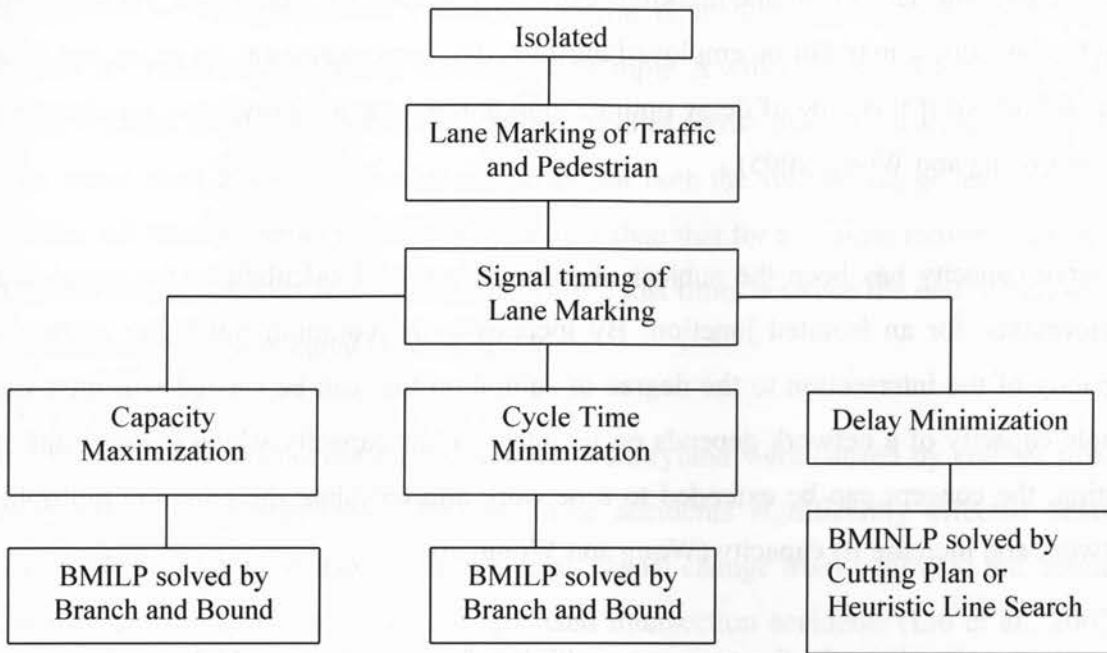 Isolated
Lane Marking of Traffic
and Pedestrian
Signal timing of
Lane Marking
Capacity
Maximization
Cycle Time
Minimization
Delay Minimization
BMILP solved by
Branch and Bound
BMILP solved by
Branch and Bound
BMINLP solved by
Cutting Plan or
Heuristic Line Search